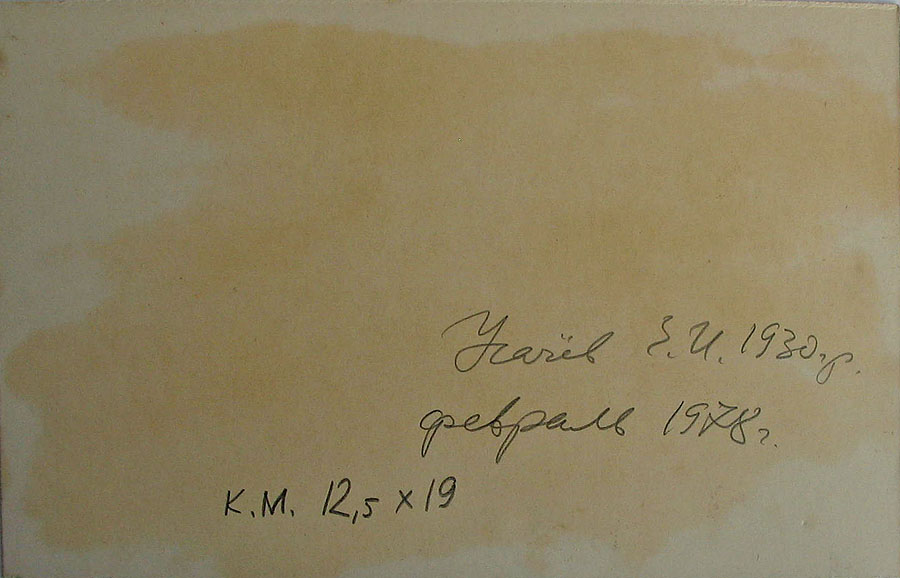 Усачёв Э.И. 1930 г.р.
февраль 1978 г.
К.М. 12,5 х 19